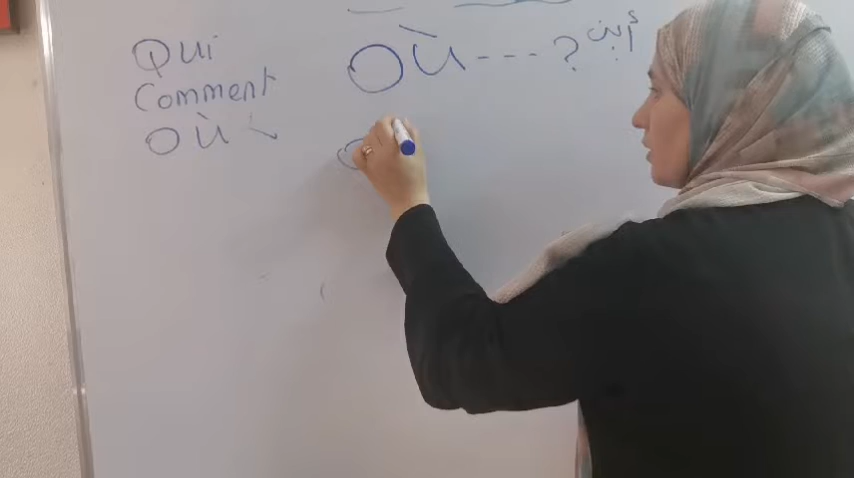 Qui
Comment
Où
Où --- ? أين